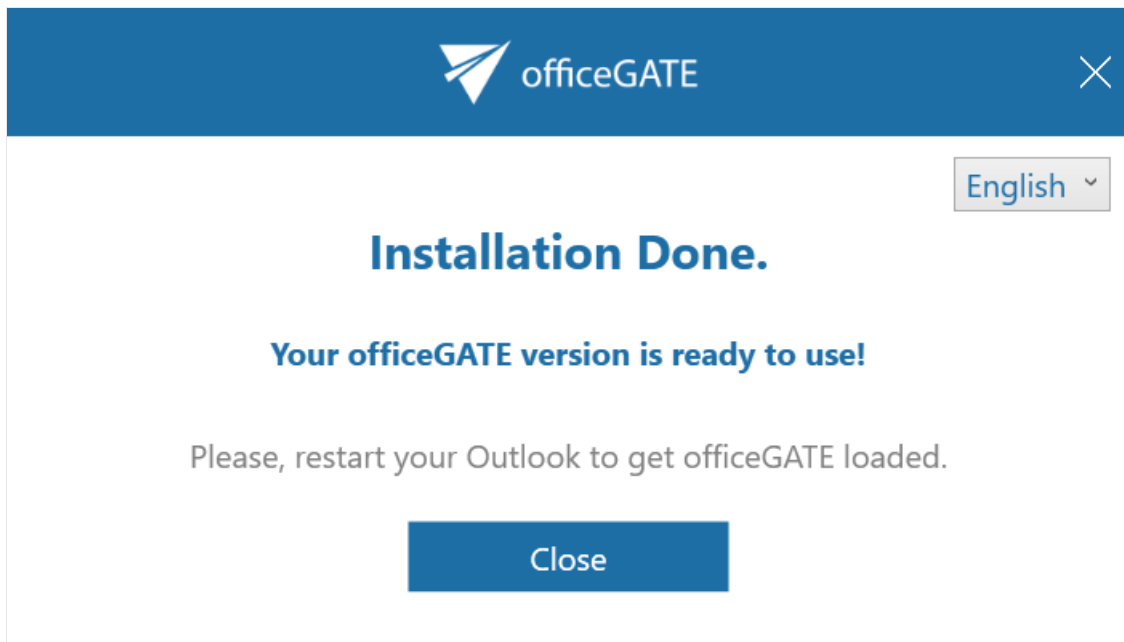 officeGATE
English
Installation Done.
Your officeGATE version is ready to use!
Please, restart your Outlook to get officeGATE loaded.
Close